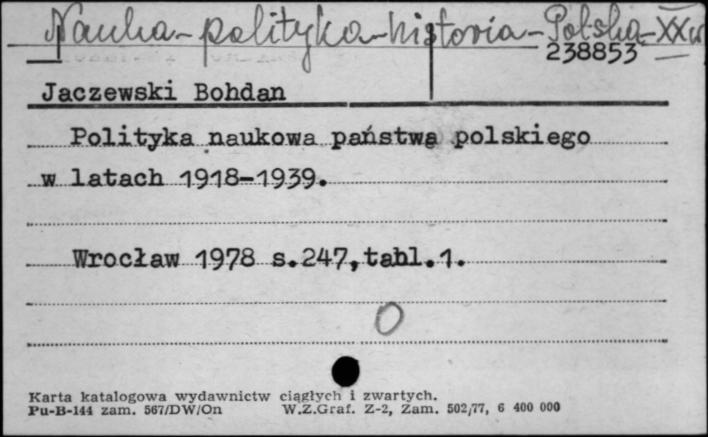 Nauka-polityka-historia-Polska-XXw
238853
Jaczewski Bohdan
Polityka naukowa państwa polskiego
w latach 1918-1939.
Wrocław 1978 s.247,tabl.1.
O
Karta katalogowa wydawnictw ciągłych i zwartych.
Pu-B-144 zam. 567/DW/On W.Z.Graf. Z-2, Zam. 502/77, 6 400 000